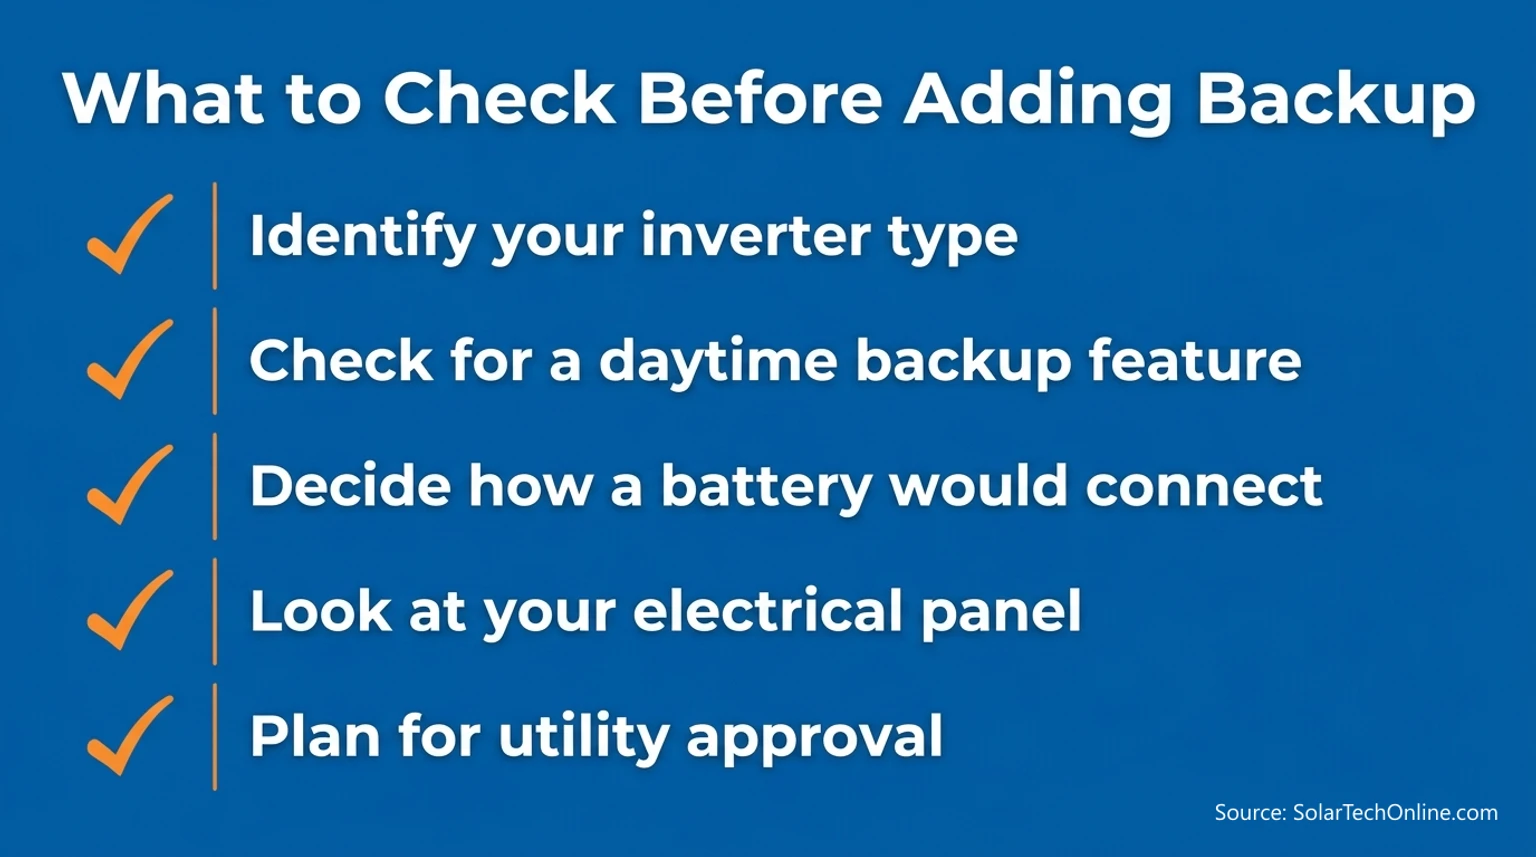 What to Check Before Adding Backup
Identify your inverter type
Check for a daytime backup feature
Decide how a battery would connect
Look at your electrical panel
Plan for utility approval
Source: SolarTechOnline.com